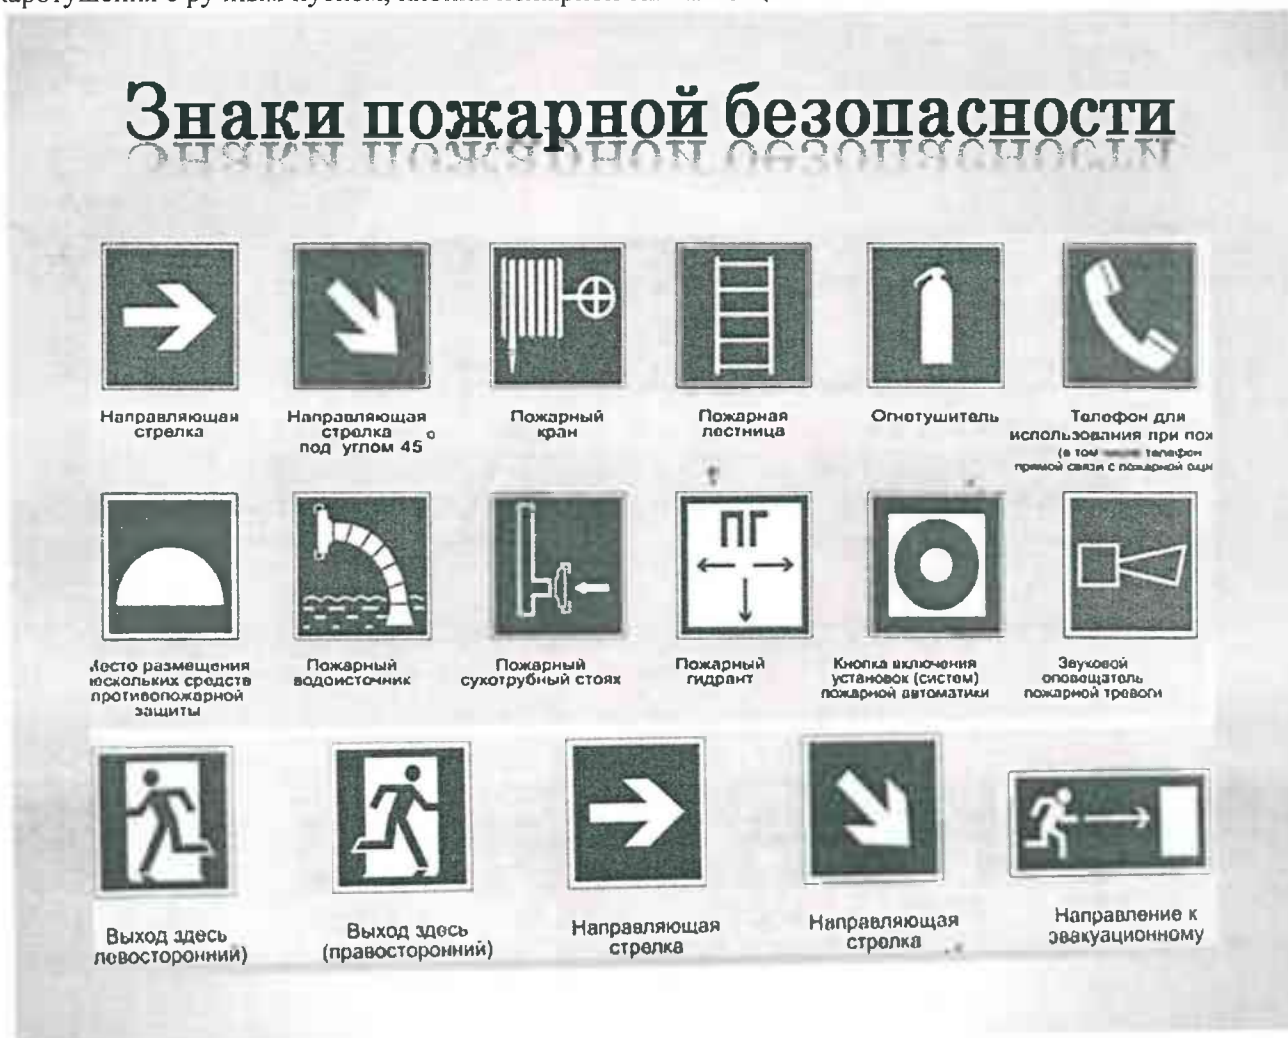 Знаки пожарной безопасности
Направляющая
стрелка
Направляющая
стрелка
под углом 45°
Пожарный
кран
Пожарная
лестница
Огнетушитель
Телефон для
использования при пож
(в том числе телефон
прямой связи с пожарной
место размещения
нескольких средств
противопожарной
защиты
Пожарный
водоисточник
Пожарный
сухотрубный стояк
ПГ
Пожарный
гидрант
Кнопка включения
установок (систем)
пожарной автоматики
Звуковой
оповещатель
пожарной тревоги
Выход здесь
левосторонний)
Выход здесь
(правосторонний)
Направляющая
стрелка
Направляющая
стрелка
Направление к
эвакуационному